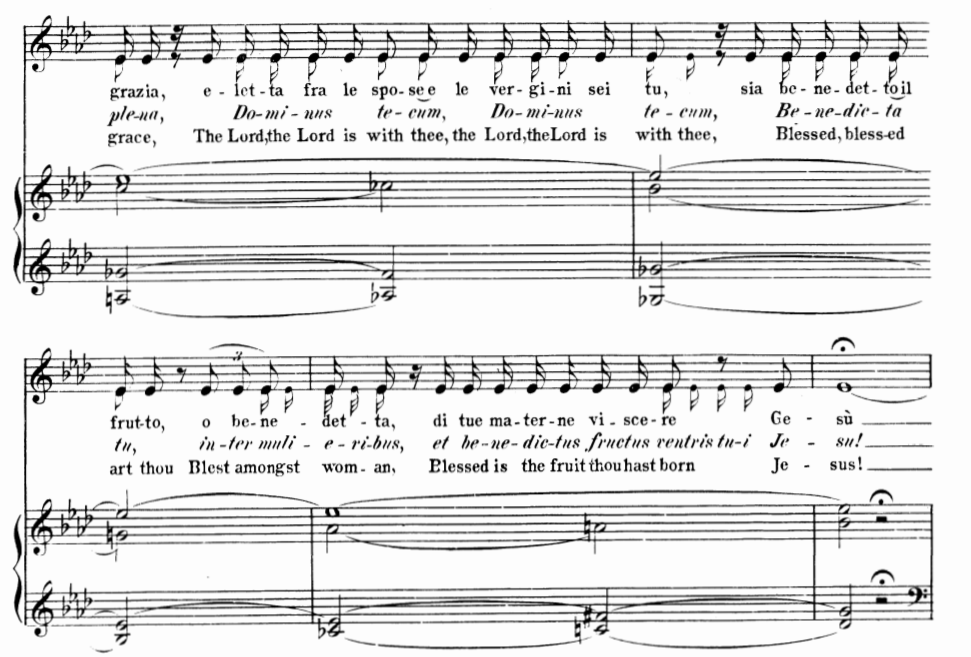 grazia, e - let - ta fra le spo - see le ver - gi - ni sei tu, sia be - ne - det - to il
ple - na, Do - mi - nus te - cum, Do - mi - nus te - cum, Be - ne - dic - ta
grace, The Lord, the Lord is with thee, the Lord, the Lord is with thee, Blessed, bless - ed
3
frut - to, o be - ne - det - ta, di tue ma - ter - ne vi - sce - re Ge - sù
tu, in - ter muli - e - ri - bus, et be - ne - dic - tus fructus ventris tu - i Je - su!
art thou Blest amongst wom - an, Blessed is the fruit thou hast born Je - sus!